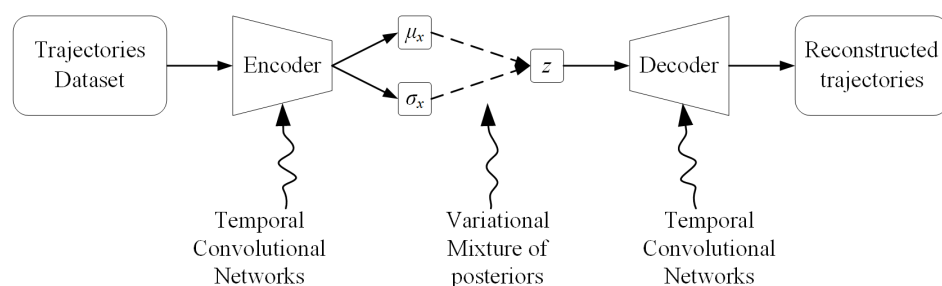 Trajectories
Dataset
Encoder
μₓ
σₓ
z
Decoder
Reconstructed
trajectories
Temporal
Convolutional
Networks
Variational
Mixture of
posteriors
Temporal
Convolutional
Networks